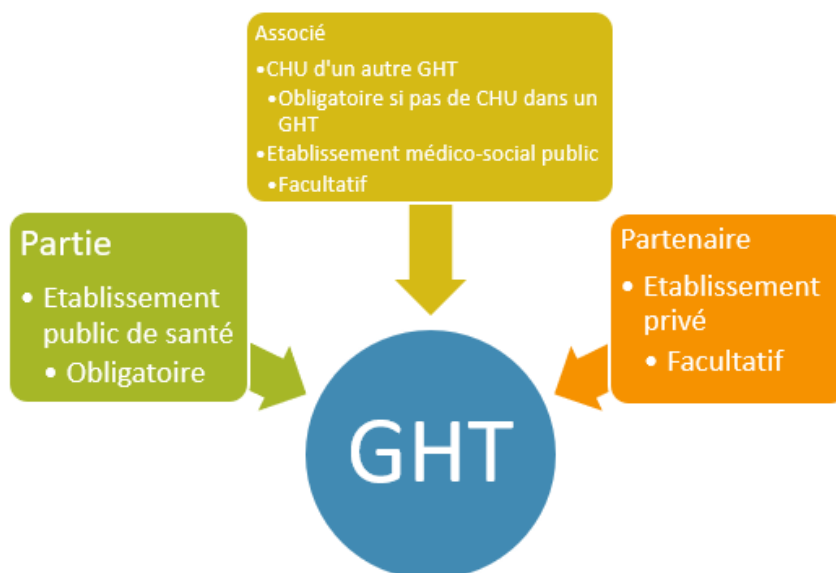 Associé
•CHU d'un autre GHT
•Obligatoire si pas de CHU dans un
GHT
•Etablissement médico-social public
•Facultatif
Partie
• Etablissement
public de santé
• Obligatoire
Partenaire
• Etablissement
privé
• Facultatif
GHT